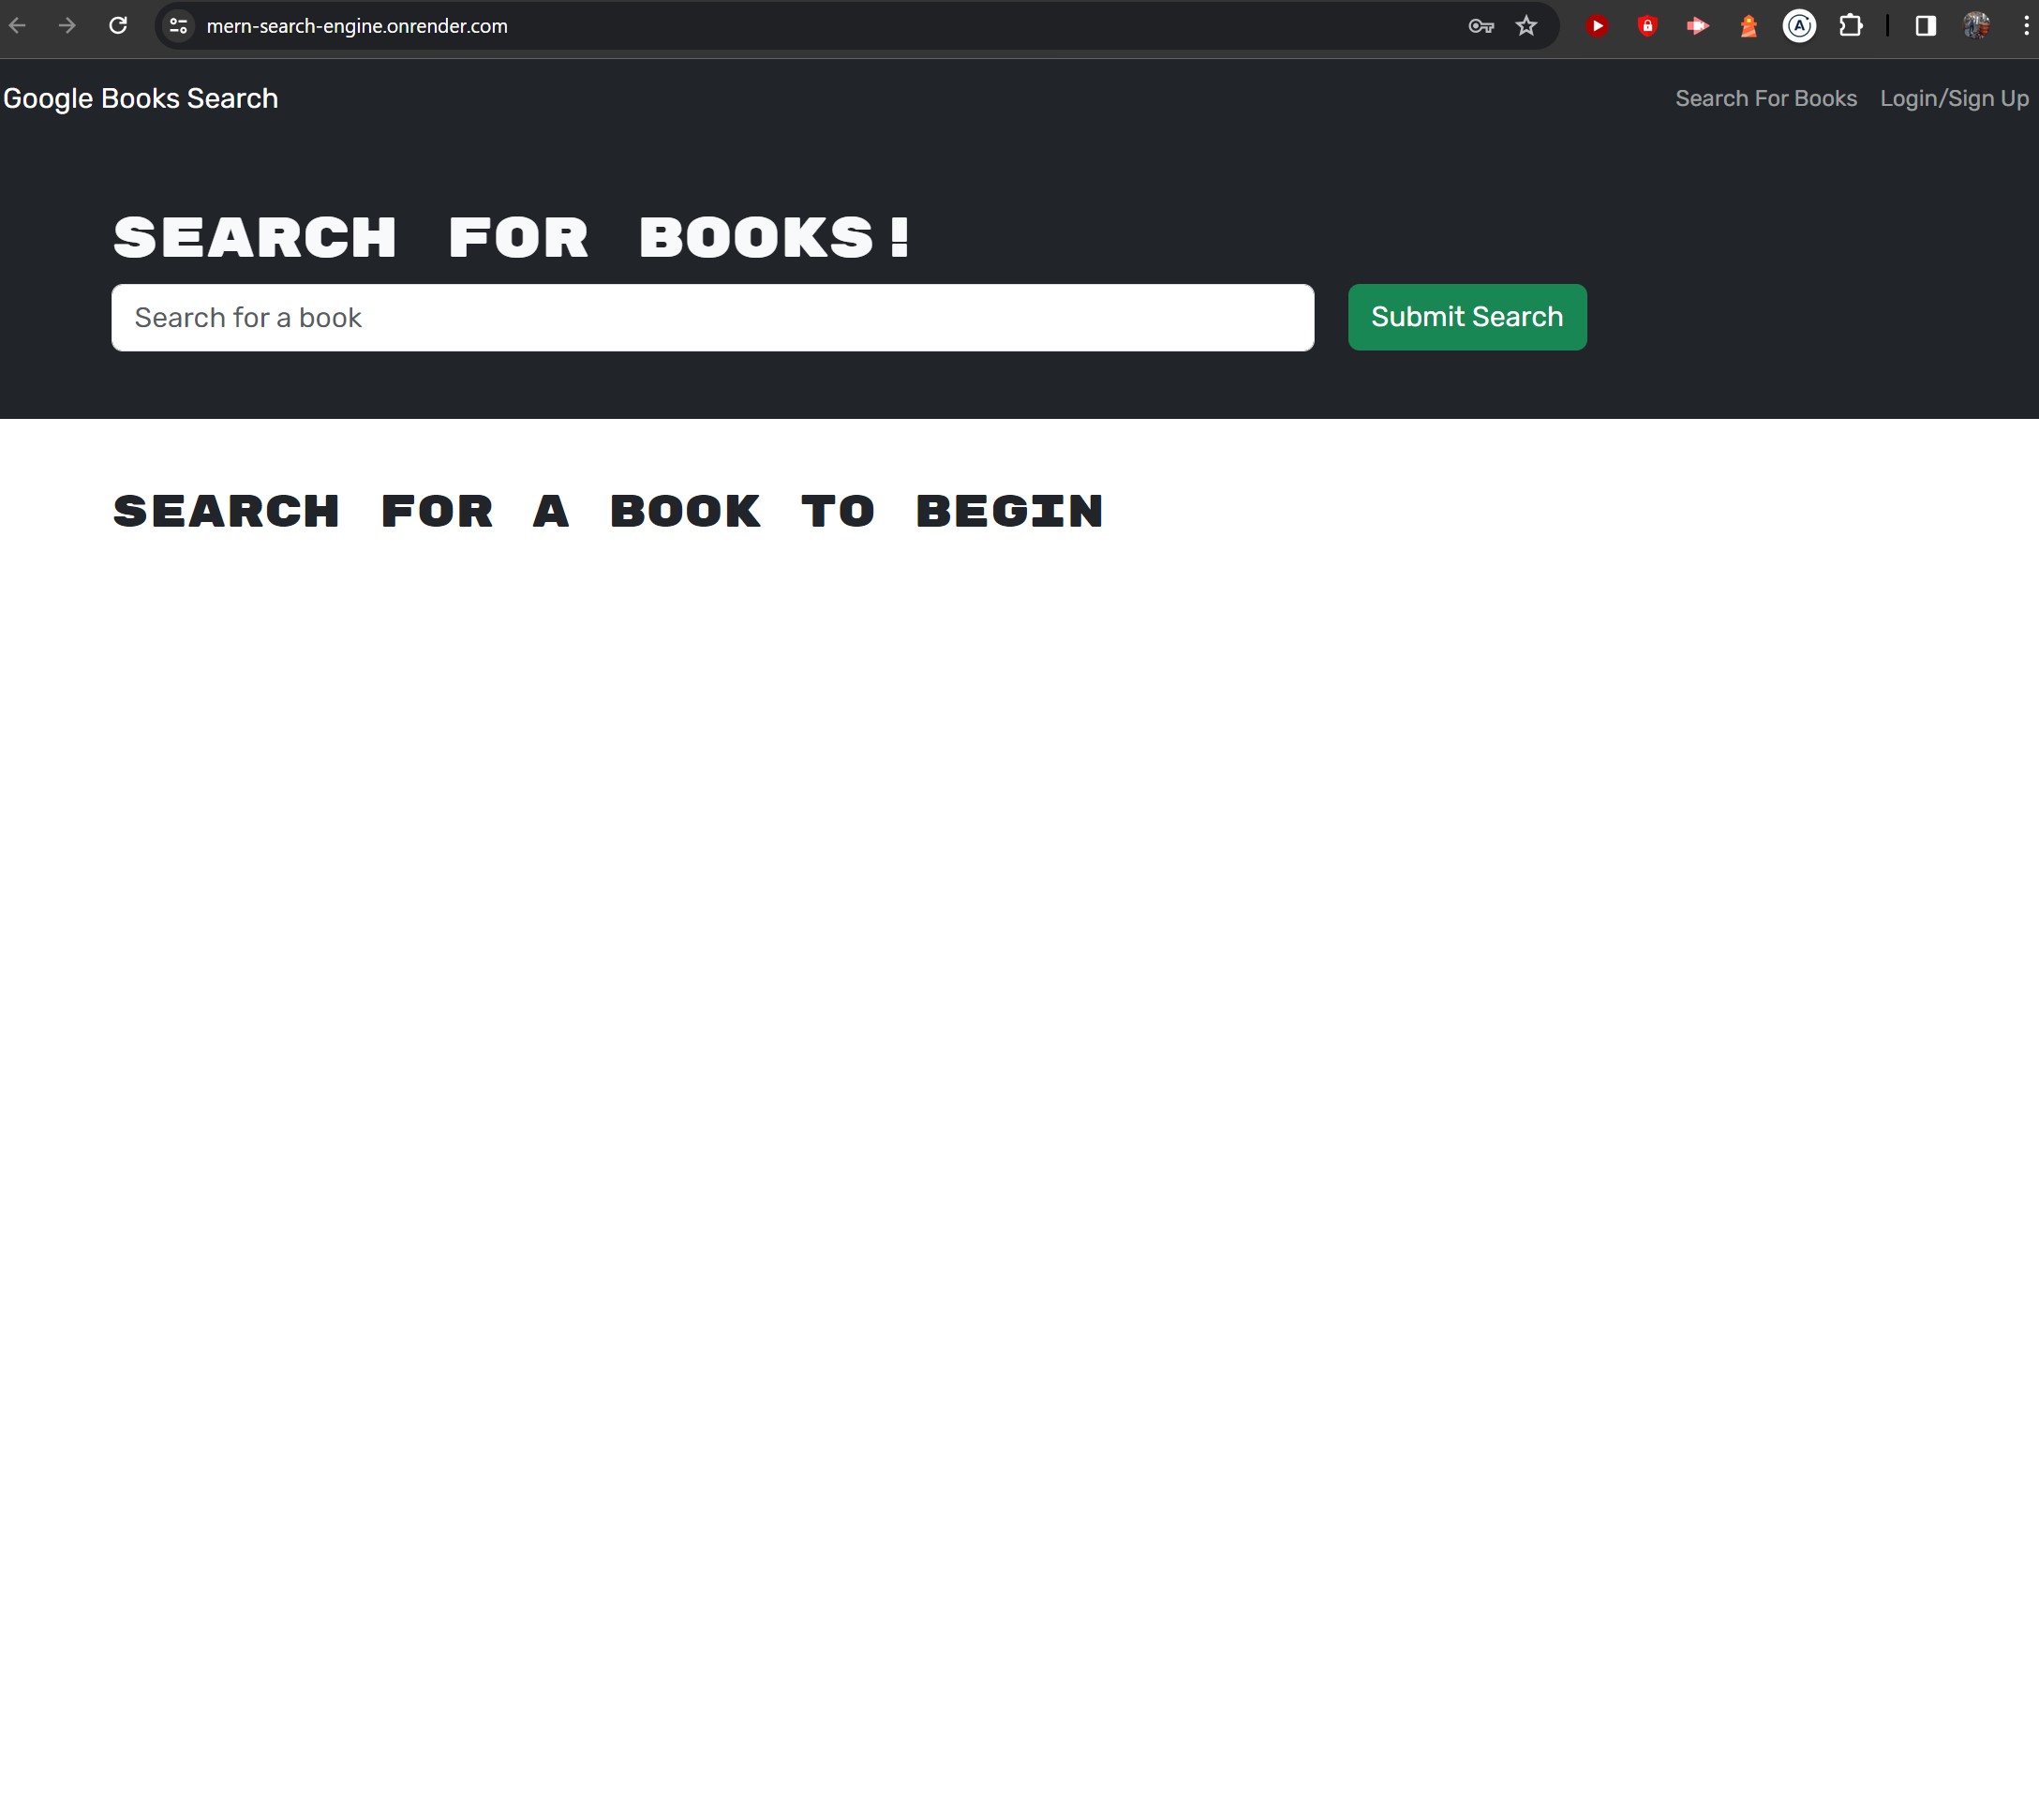 mern-search-engine.onrender.com
Google Books Search
Search For Books
Login/Sign Up
SEARCH FOR BOOKS!
Search for a book
Submit Search
SEARCH FOR A BOOK TO BEGIN